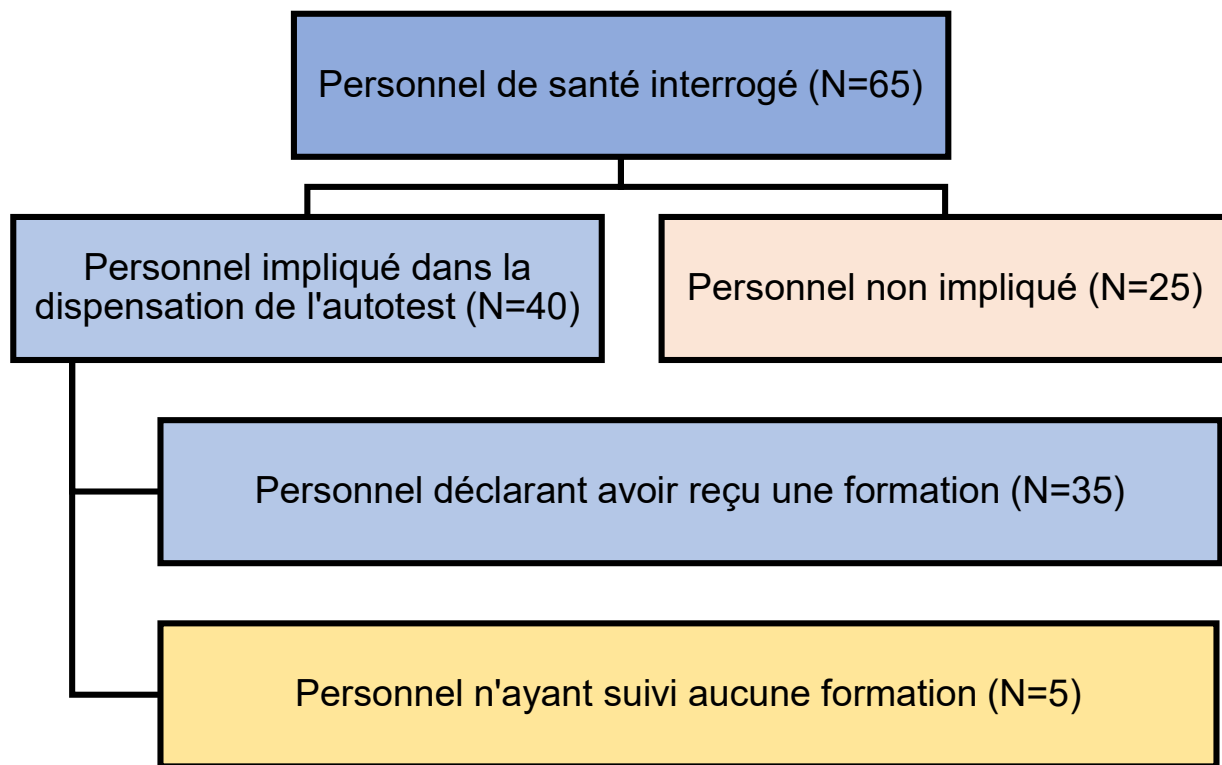 Personnel de santé interrogé (N=65)
Personnel impliqué dans la
dispensation de l'autotest (N=40)
Personnel non impliqué (N=25)
Personnel déclarant avoir reçu une formation (N=35)
Personnel n'ayant suivi aucune formation (N=5)